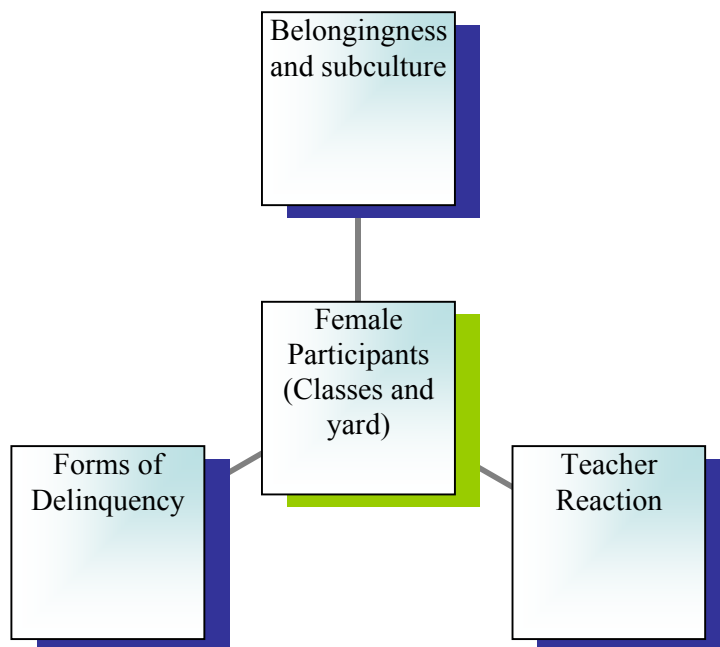 Belongingness
and subculture
Female
Participants
(Classes and
yard)
Forms of
Delinquency
Teacher
Reaction